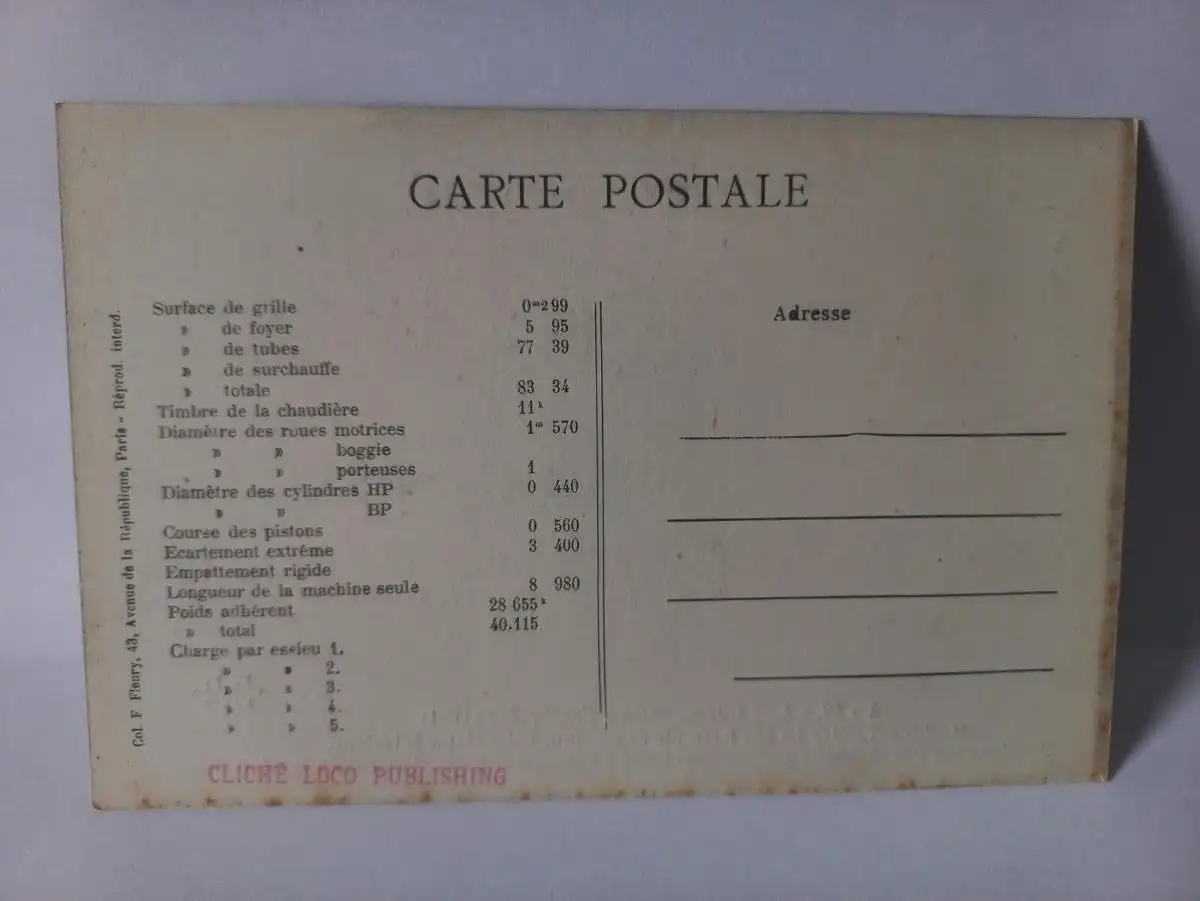 CARTE POSTALE
Surface de grille 0ᵐ²99
» de foyer 5 95
» de tubes 77 39
» de surchauffe
» totale 83 34
Timbre de la chaudière 11ᵏ
Diamètre des roues motrices 1ᵐ 570
» » boggie
» » porteuses 1
Diamètre des cylindres HP 0 440
» » BP
Course des pistons 0 560
Ecartement extrême 3 400
Empattement rigide
Longueur de la machine seule 8 980
Poids adhérent 28 655ᵏ
» total 40.115
Charge par essieu 1.
» » 2.
» » 3.
» » 4.
» » 5.
Adresse
Col. F Fleury, 43, Avenue de la République, Paris - Réprod. interd.
CLICHÉ LOCO PUBLISHING